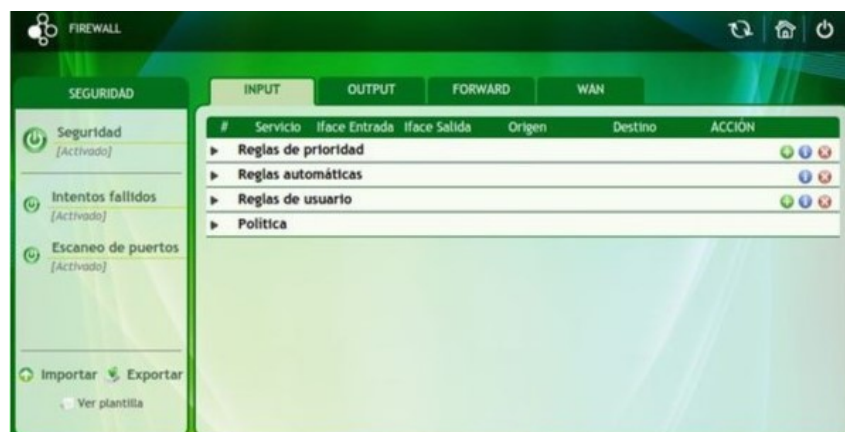 FIREWALL
SEGURIDAD
Seguridad
[Activado]
Intentos fallidos
[Activado]
Escaneo de puertos
[Activado]
Importar Exportar
Ver plantilla
INPUT OUTPUT FORWARD WAN
# Servicio Iface Entrada Iface Salida Origen Destino ACCIÓN
Reglas de prioridad
Reglas automáticas
Reglas de usuario
Política